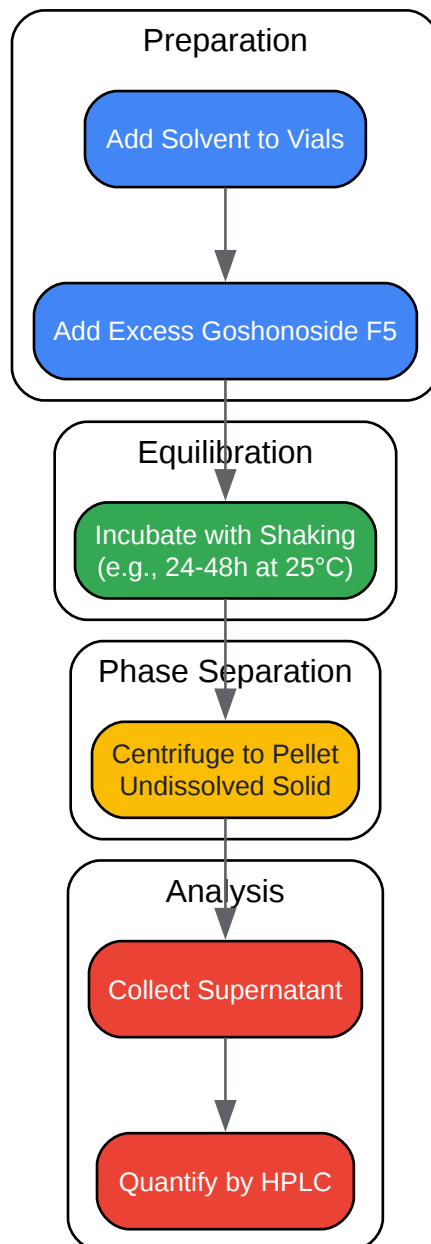 Preparation
Add Solvent to Vials
Add Excess Goshonoside F5
Equilibration
Incubate with Shaking
(e.g., 24-48h at 25°C)
Phase Separation
Centrifuge to Pellet
Undissolved Solid
Analysis
Collect Supernatant
Quantify by HPLC